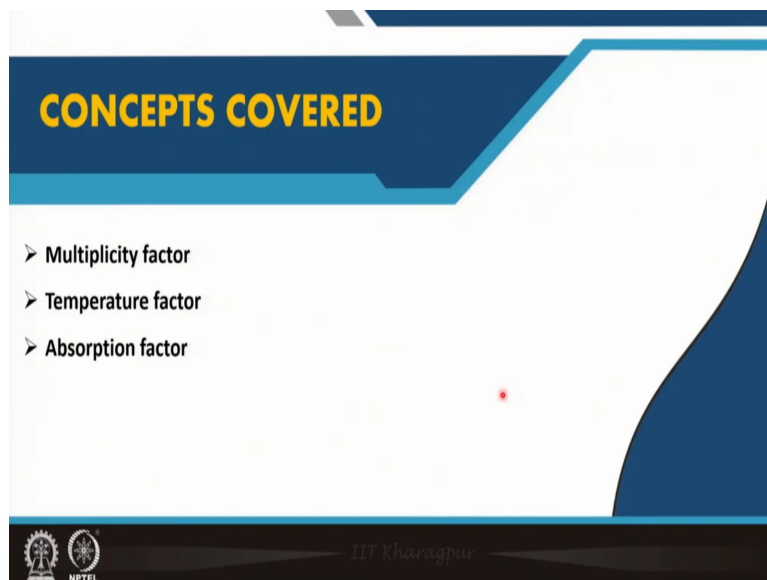 CONCEPTS COVERED
➢ Multiplicity factor
➢ Temperature factor
➢ Absorption factor
IIT Kharagpur
NPTEL